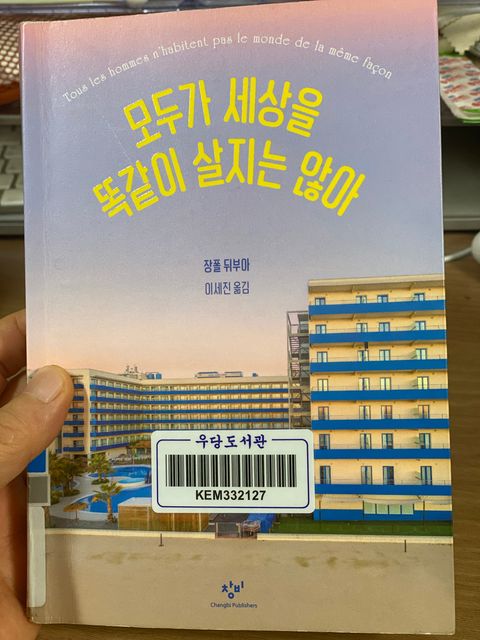 Tous les hommes n'habitent pas le monde de la même façon
모두가 세상을
똑같이 살지는 않아
장폴 뒤부아
이세진 옮김
우당도서관
KEM332127
창비
Changbi Publishers